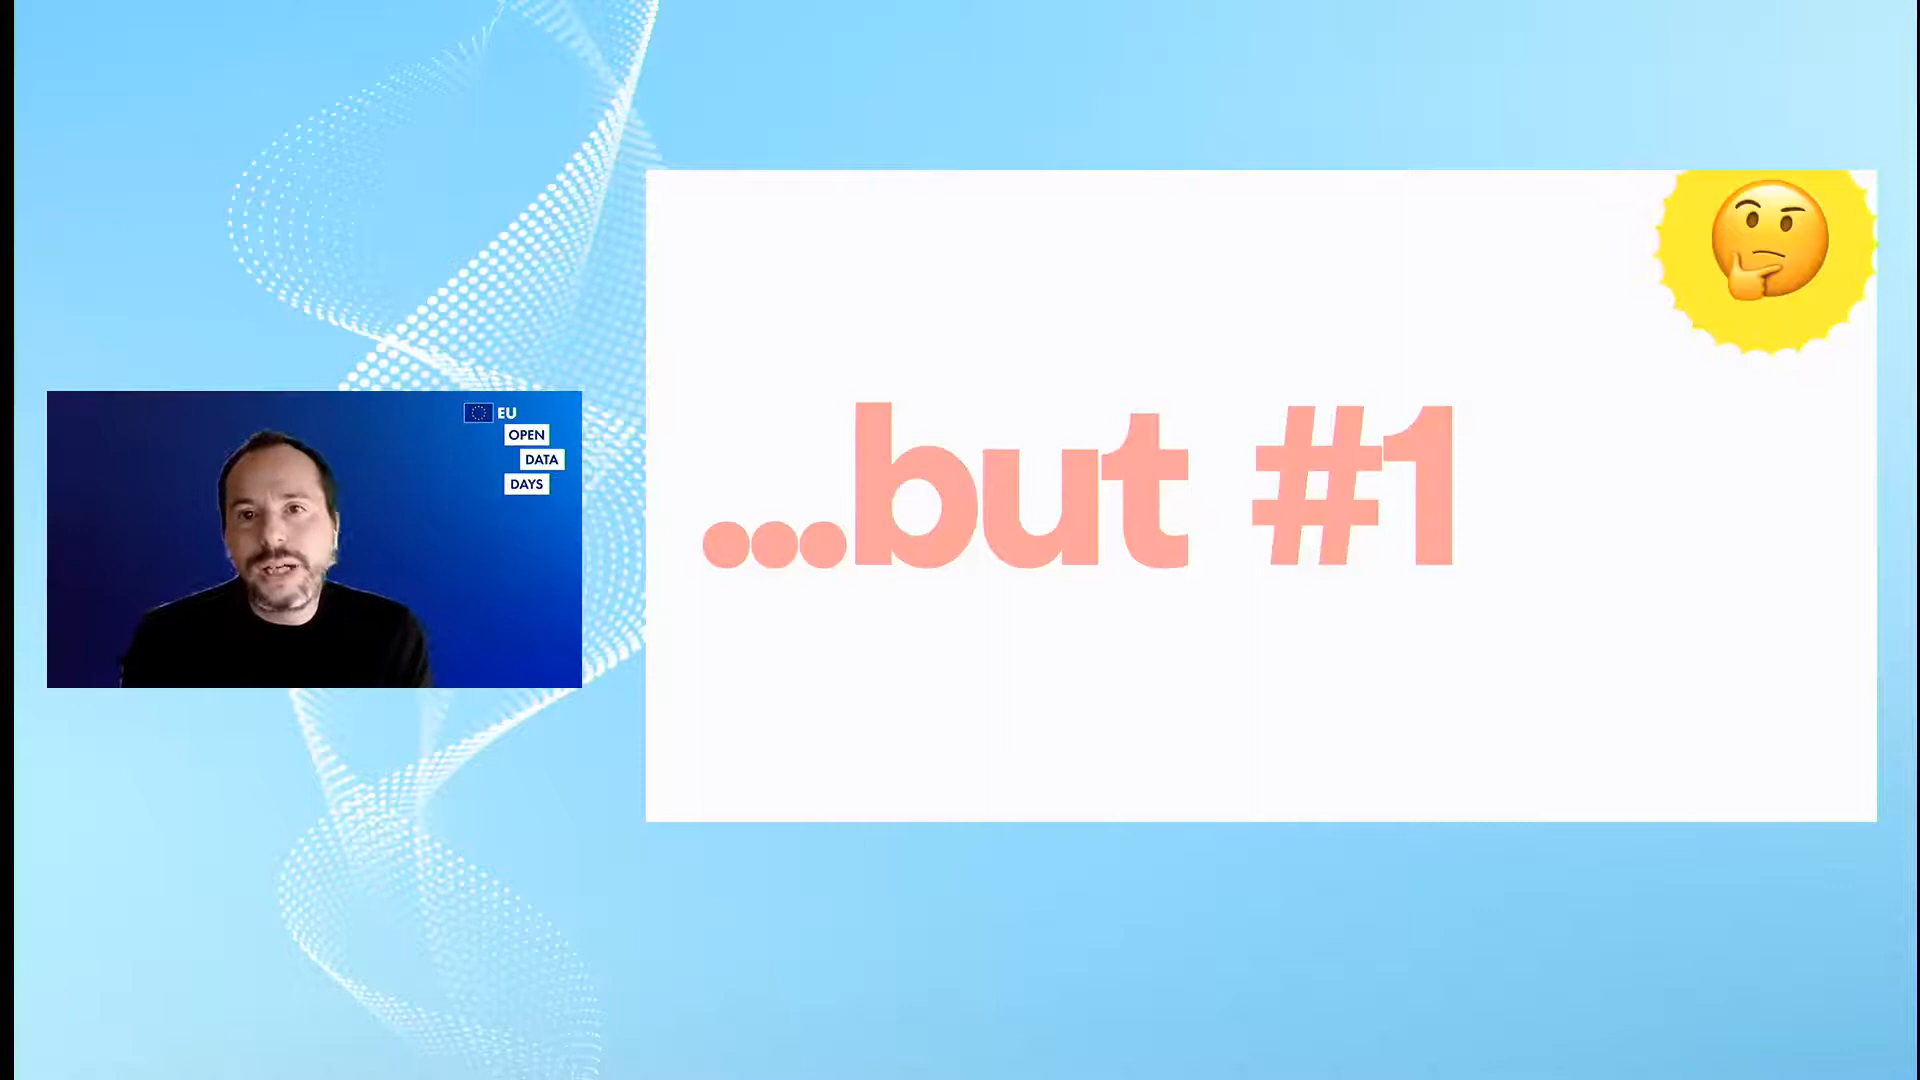 EU
OPEN
DATA
DAYS
...but #1